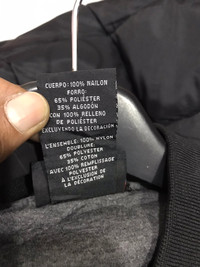 CUERPO: 100% NAILON
FORRO:
65% POLIÉSTER
35% ALGODÓN
CON 100% RELLENO
DE POLIÉSTER
EXCLUYENDO LA DECORACIÓN
L'ENSEMBLE: 100% NYLON
DOUBLURE:
65% POLYESTER
35% COTON
AVEC 100% REMPLISSAGE
POLYESTER
À L'EXCLUSION DE
LA DÉCORATION